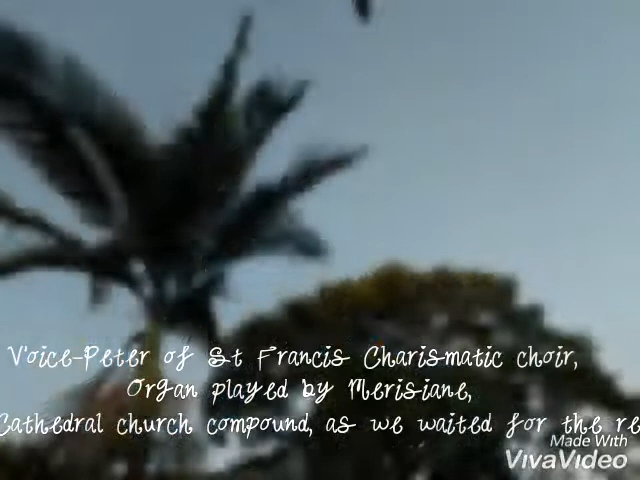 Voice-Peter of St Francis Charismatic choir,
Organ played by Merisiane,
Cathedral church compound, as we waited for the re
Made With
VivaVideo